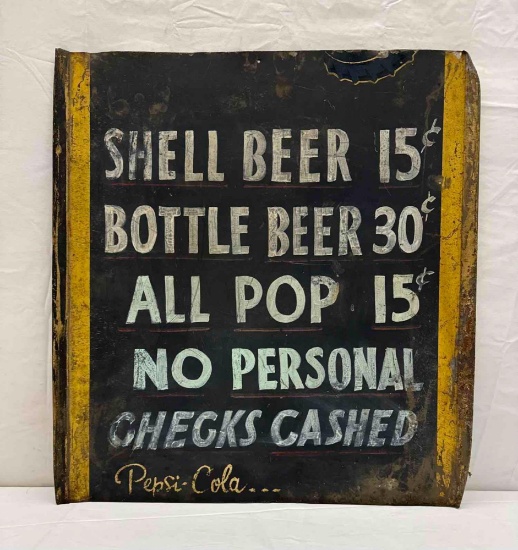 SHELL BEER 15¢
BOTTLE BEER 30¢
ALL POP 15¢
NO PERSONAL
CHECKS CASHED
Pepsi-Cola...